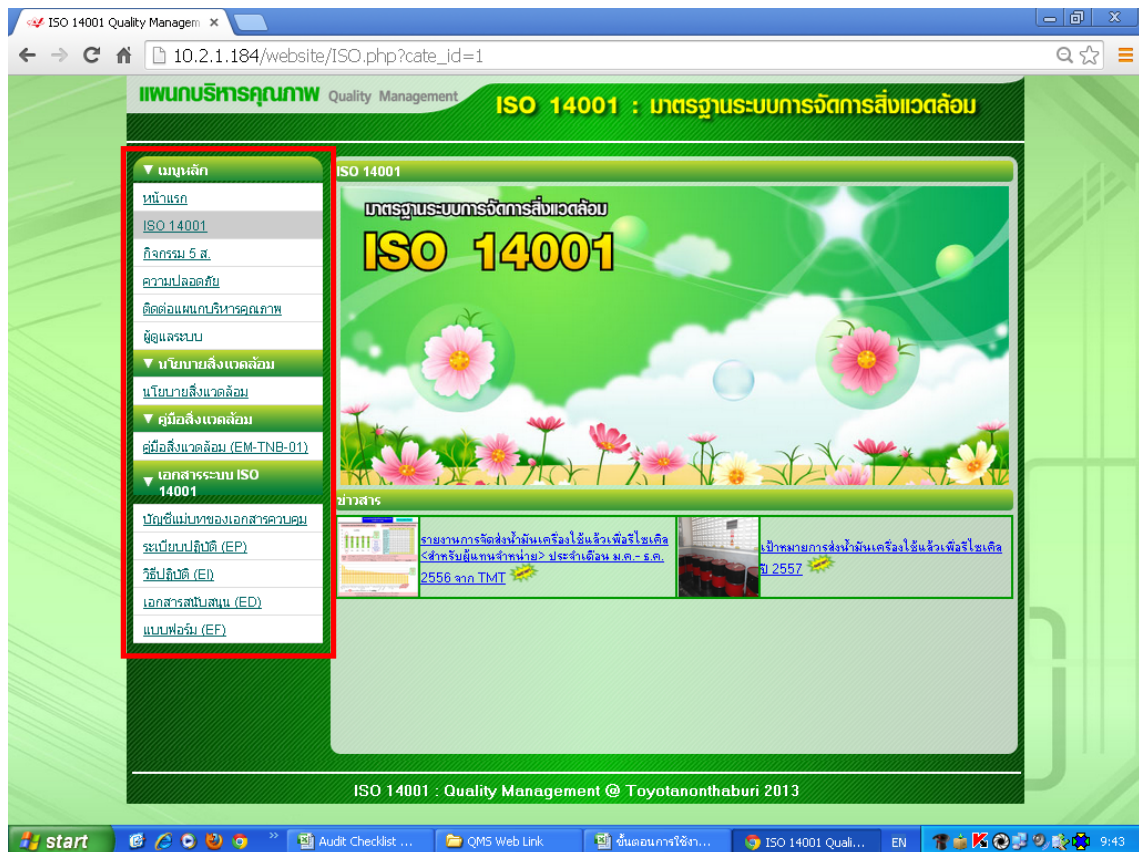 ISO 14001 Quality Managem
10.2.1.184/website/ISO.php?cate_id=1
แผนกบริหารคุณภาพ Quality Management
ISO 14001 : มาตรฐานระบบการจัดการสิ่งแวดล้อม
▼ เมนูหลัก
หน้าแรก
ISO 14001
กิจกรรม 5 ส.
ความปลอดภัย
ติดต่อแผนกบริหารคุณภาพ
ผู้ดูแลระบบ
▼ นโยบายสิ่งแวดล้อม
นโยบายสิ่งแวดล้อม
▼ คู่มือสิ่งแวดล้อม
คู่มือสิ่งแวดล้อม (EM-TNB-01)
▼ เอกสารระบบ ISO
14001
บัญชีแม่บทของเอกสารควบคุม
ระเบียบปฏิบัติ (EP)
วิธีปฏิบัติ (EI)
เอกสารสนับสนุน (ED)
แบบฟอร์ม (EF)
ISO 14001
มาตรฐานระบบการจัดการสิ่งแวดล้อม
ISO 14001
ข่าวสาร
รายงานการจัดส่งน้ำมันเครื่องใช้แล้วเพื่อรีไซเคิล
<สำหรับผู้แทนจำหน่าย> ประจำเดือน ม.ค.- ธ.ค.
2556 จาก TMT
เป้าหมายการส่งน้ำมันเครื่องใช้แล้วเพื่อรีไซเคิล
ปี 2557
ISO 14001 : Quality Management @ Toyotanonthaburi 2013
start
Audit Checklist ...
QMS Web Link
ขั้นตอนการใช้งา...
ISO 14001 Quali...
EN
9:43